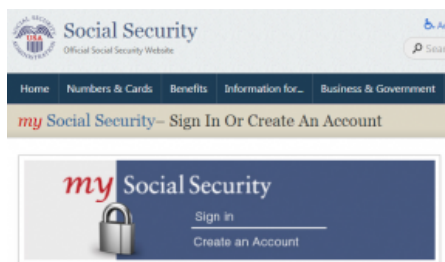 Social Security
Official Social Security Website
Home Numbers & Cards Benefits Information for... Business & Government
my Social Security– Sign In Or Create An Account
my Social Security
Sign in
Create an Account
USA